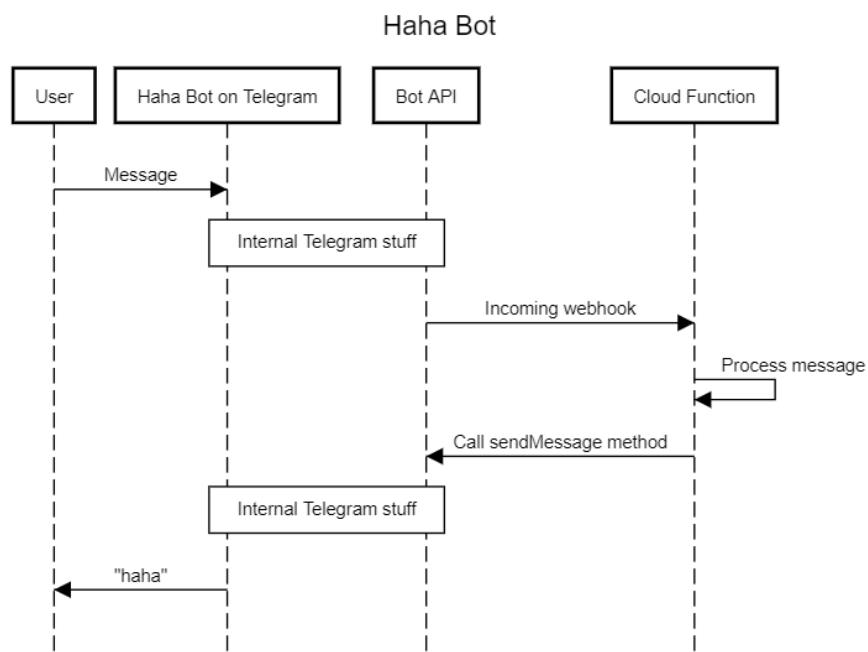 Haha Bot
User
Haha Bot on Telegram
Bot API
Cloud Function
Message
Internal Telegram stuff
Incoming webhook
Process message
Call sendMessage method
Internal Telegram stuff
"haha"